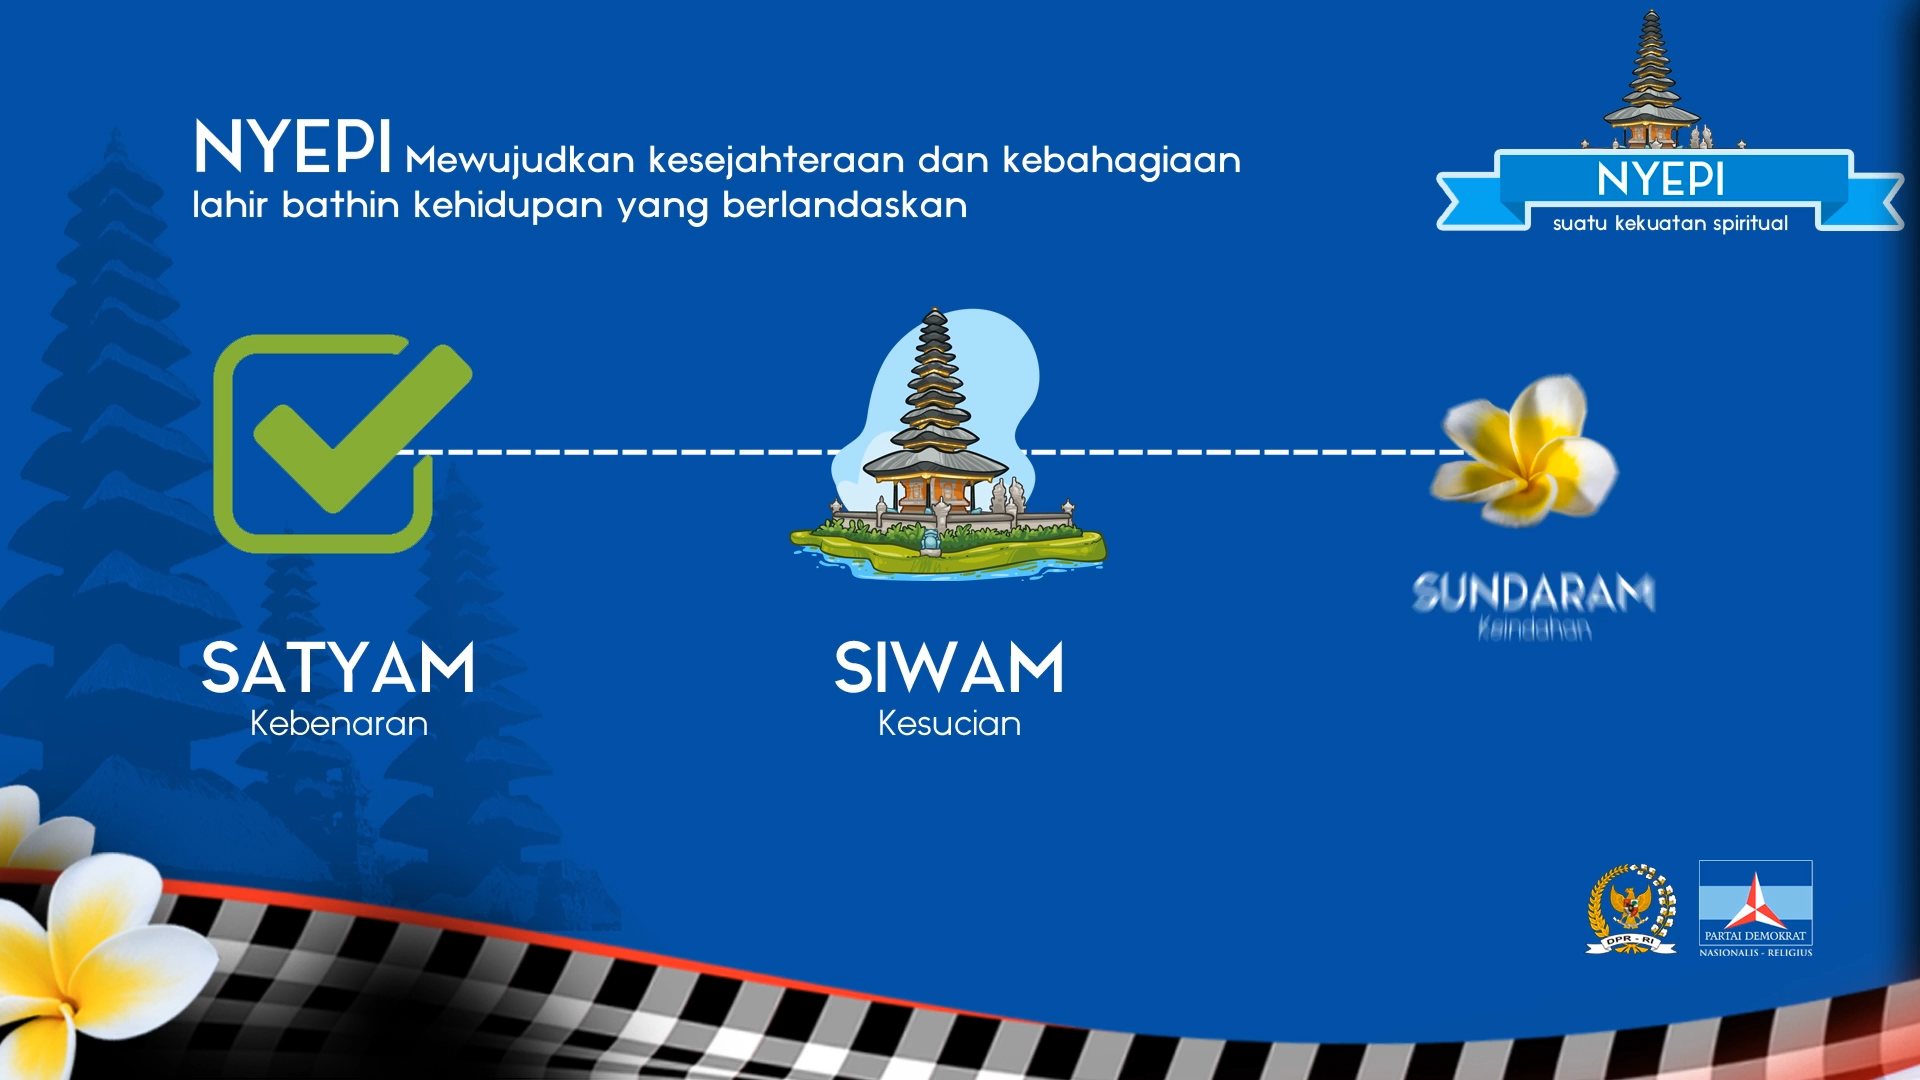 NYEPI Mewujudkan kesejahteraan dan kebahagiaan
lahir bathin kehidupan yang berlandaskan
NYEPI
suatu kekuatan spiritual
SATYAM
Kebenaran
SIWAM
Kesucian
SUNDARAM
Keindahan
DPR - RI
PARTAI DEMOKRAT
NASIONALIS - RELIGIUS